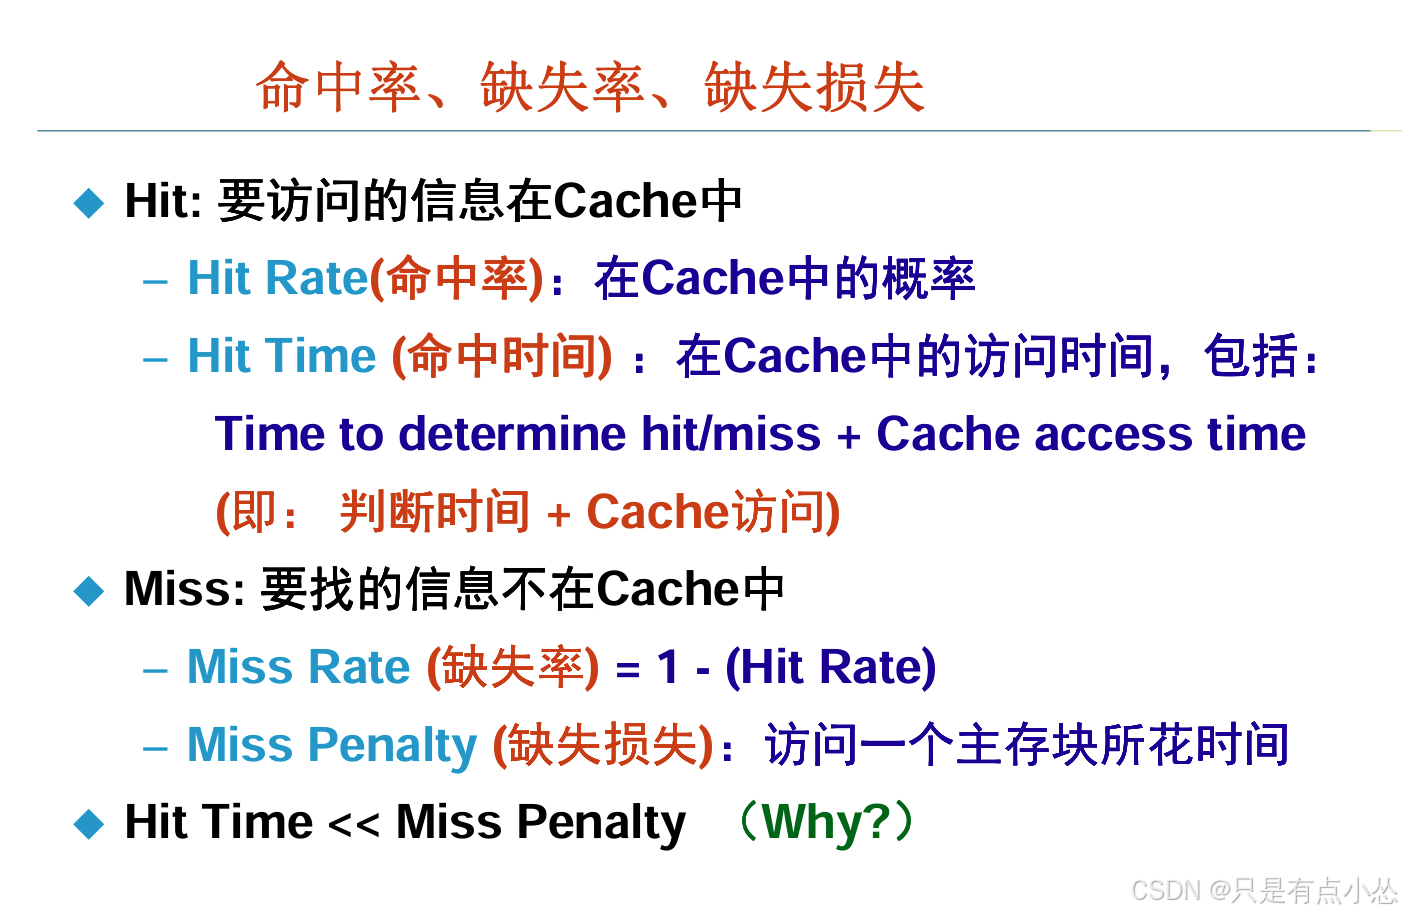 命中率、缺失率、缺失损失
Hit: 要访问的信息在Cache中
– Hit Rate(命中率)：在Cache中的概率
– Hit Time (命中时间) ：在Cache中的访问时间，包括：
Time to determine hit/miss + Cache access time
(即： 判断时间 + Cache访问)
Miss: 要找的信息不在Cache中
– Miss Rate (缺失率) = 1 - (Hit Rate)
– Miss Penalty (缺失损失)：访问一个主存块所花时间
Hit Time << Miss Penalty （Why?）
CSDN @只是有点小怂